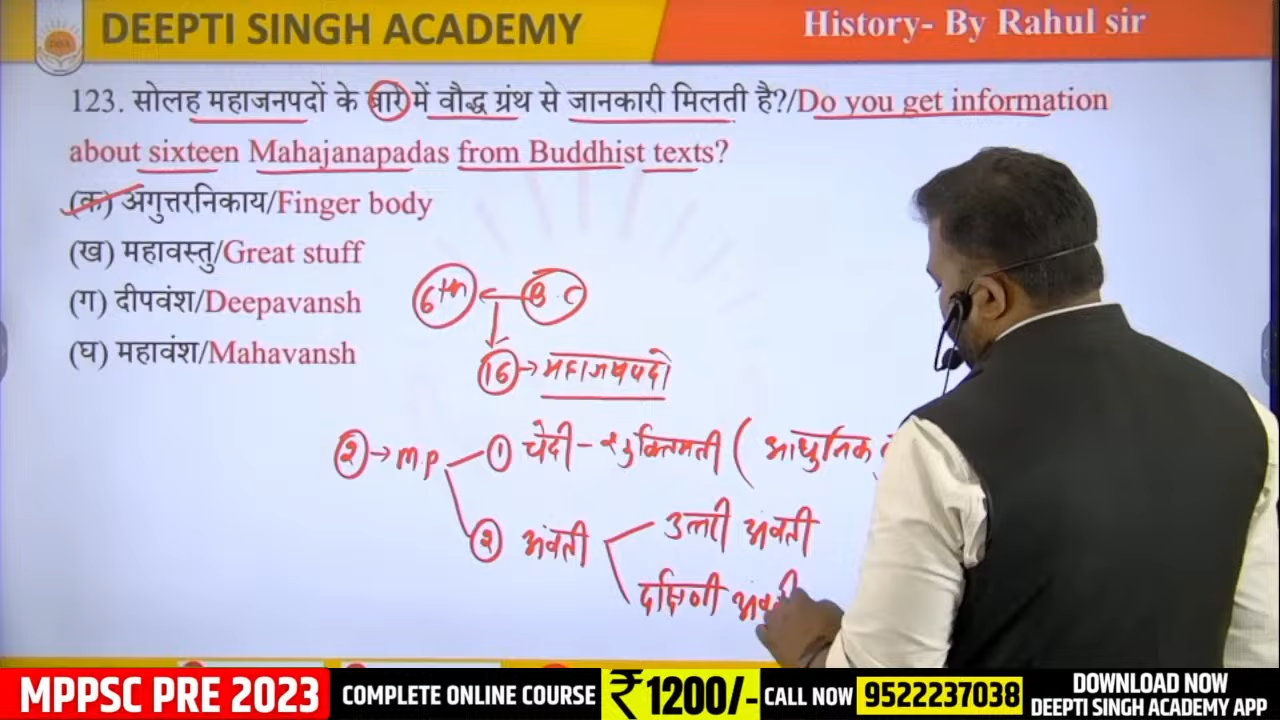 DEEPTI SINGH ACADEMY
History- By Rahul sir
123. सोलह महाजनपदों के बारे में वौद्ध ग्रंथ से जानकारी मिलती है?/Do you get information
about sixteen Mahajanapadas from Buddhist texts?
(क) अंगुत्तरनिकाय/Finger body
(ख) महावस्तु/Great stuff
(ग) दीपवंश/Deepavansh
(घ) महावंश/Mahavansh
6th C B.C
16 → महाजनपदो
२ → M.P
① चेदी - शुक्तिमती ( आधुनिक
② अवंती
उत्तरी अवंती
दक्षिणी
MPPSC PRE 2023
COMPLETE ONLINE COURSE ₹1200/- CALL NOW 9522237038
DOWNLOAD NOW
DEEPTI SINGH ACADEMY APP